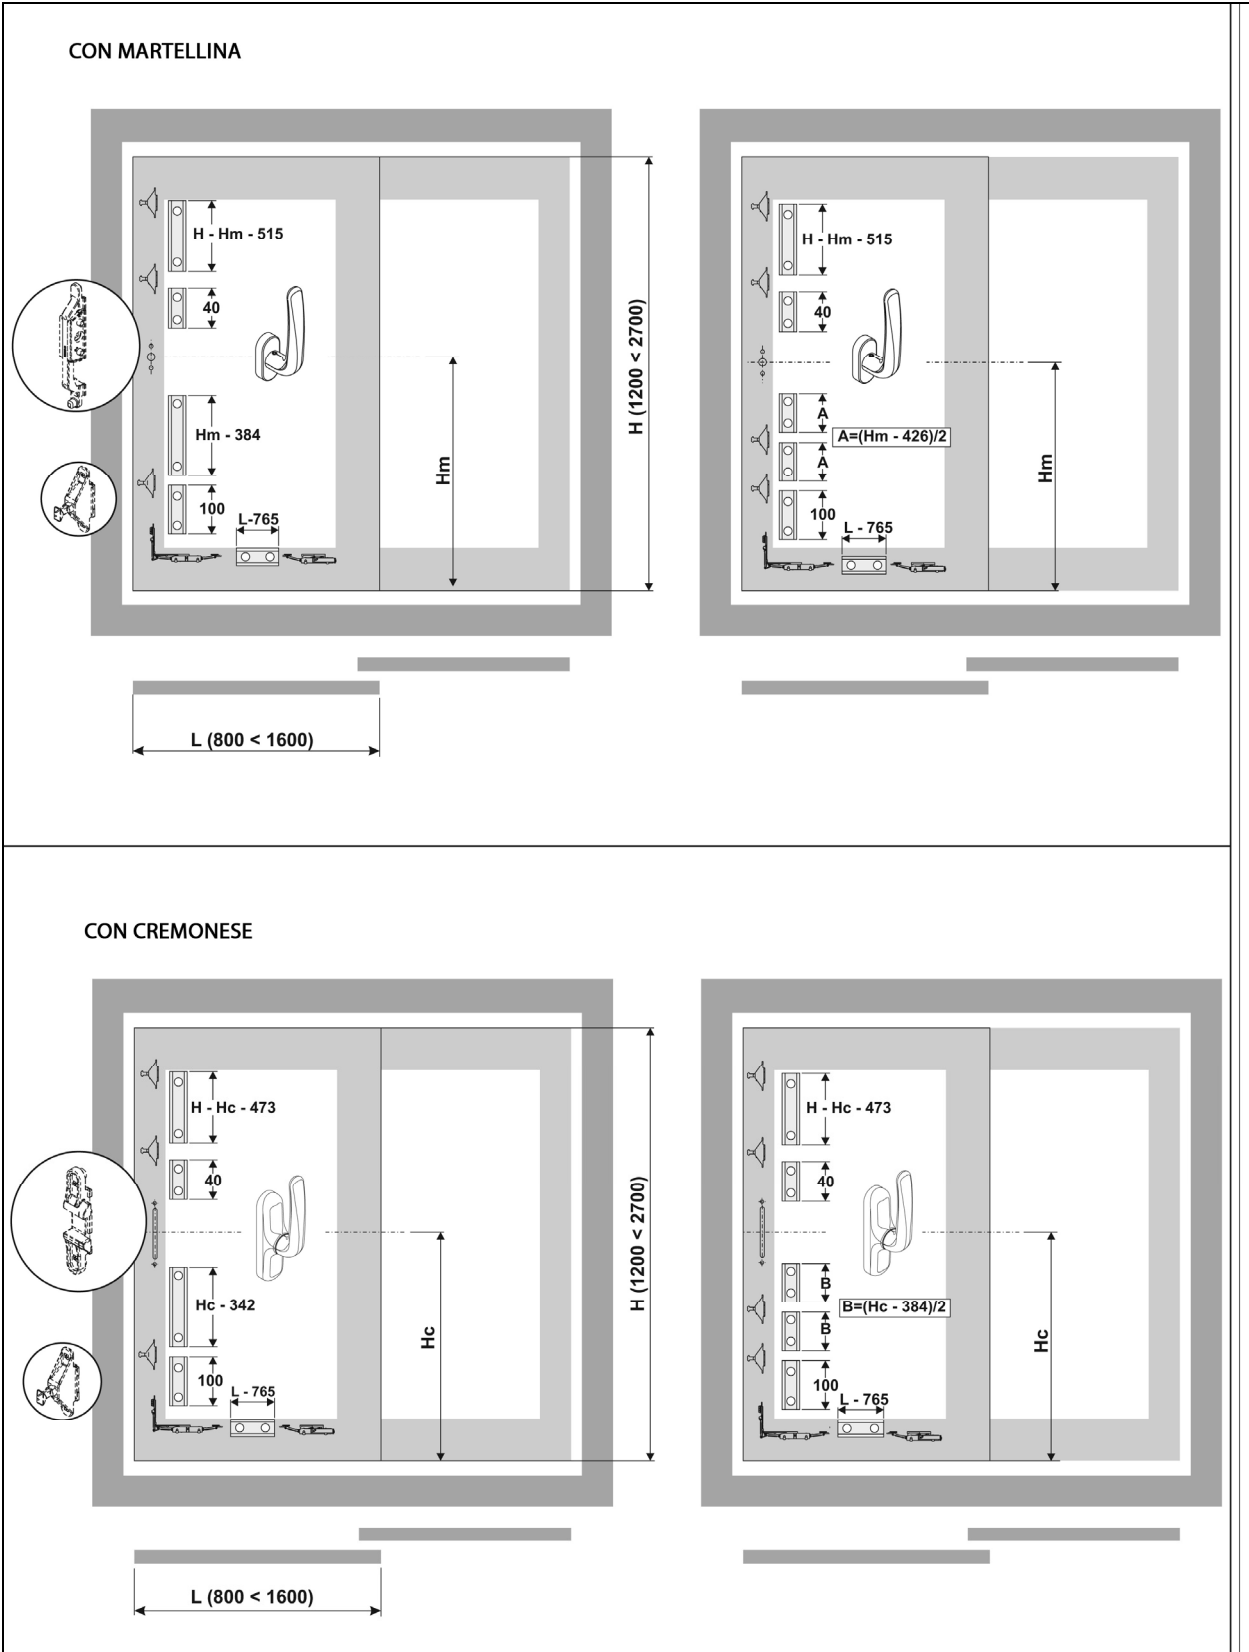 CON MARTELLINA
H - Hm - 515
40
Hm - 384
100
L-765
Hm
H (1200 < 2700)
L (800 < 1600)
H - Hm - 515
40
A
A=(Hm - 426)/2
A
100
L - 765
Hm
CON CREMONESE
H - Hc - 473
40
Hc - 342
100
L - 765
Hc
H (1200 < 2700)
L (800 < 1600)
H - Hc - 473
40
B
B=(Hc - 384)/2
B
100
L - 765
Hc